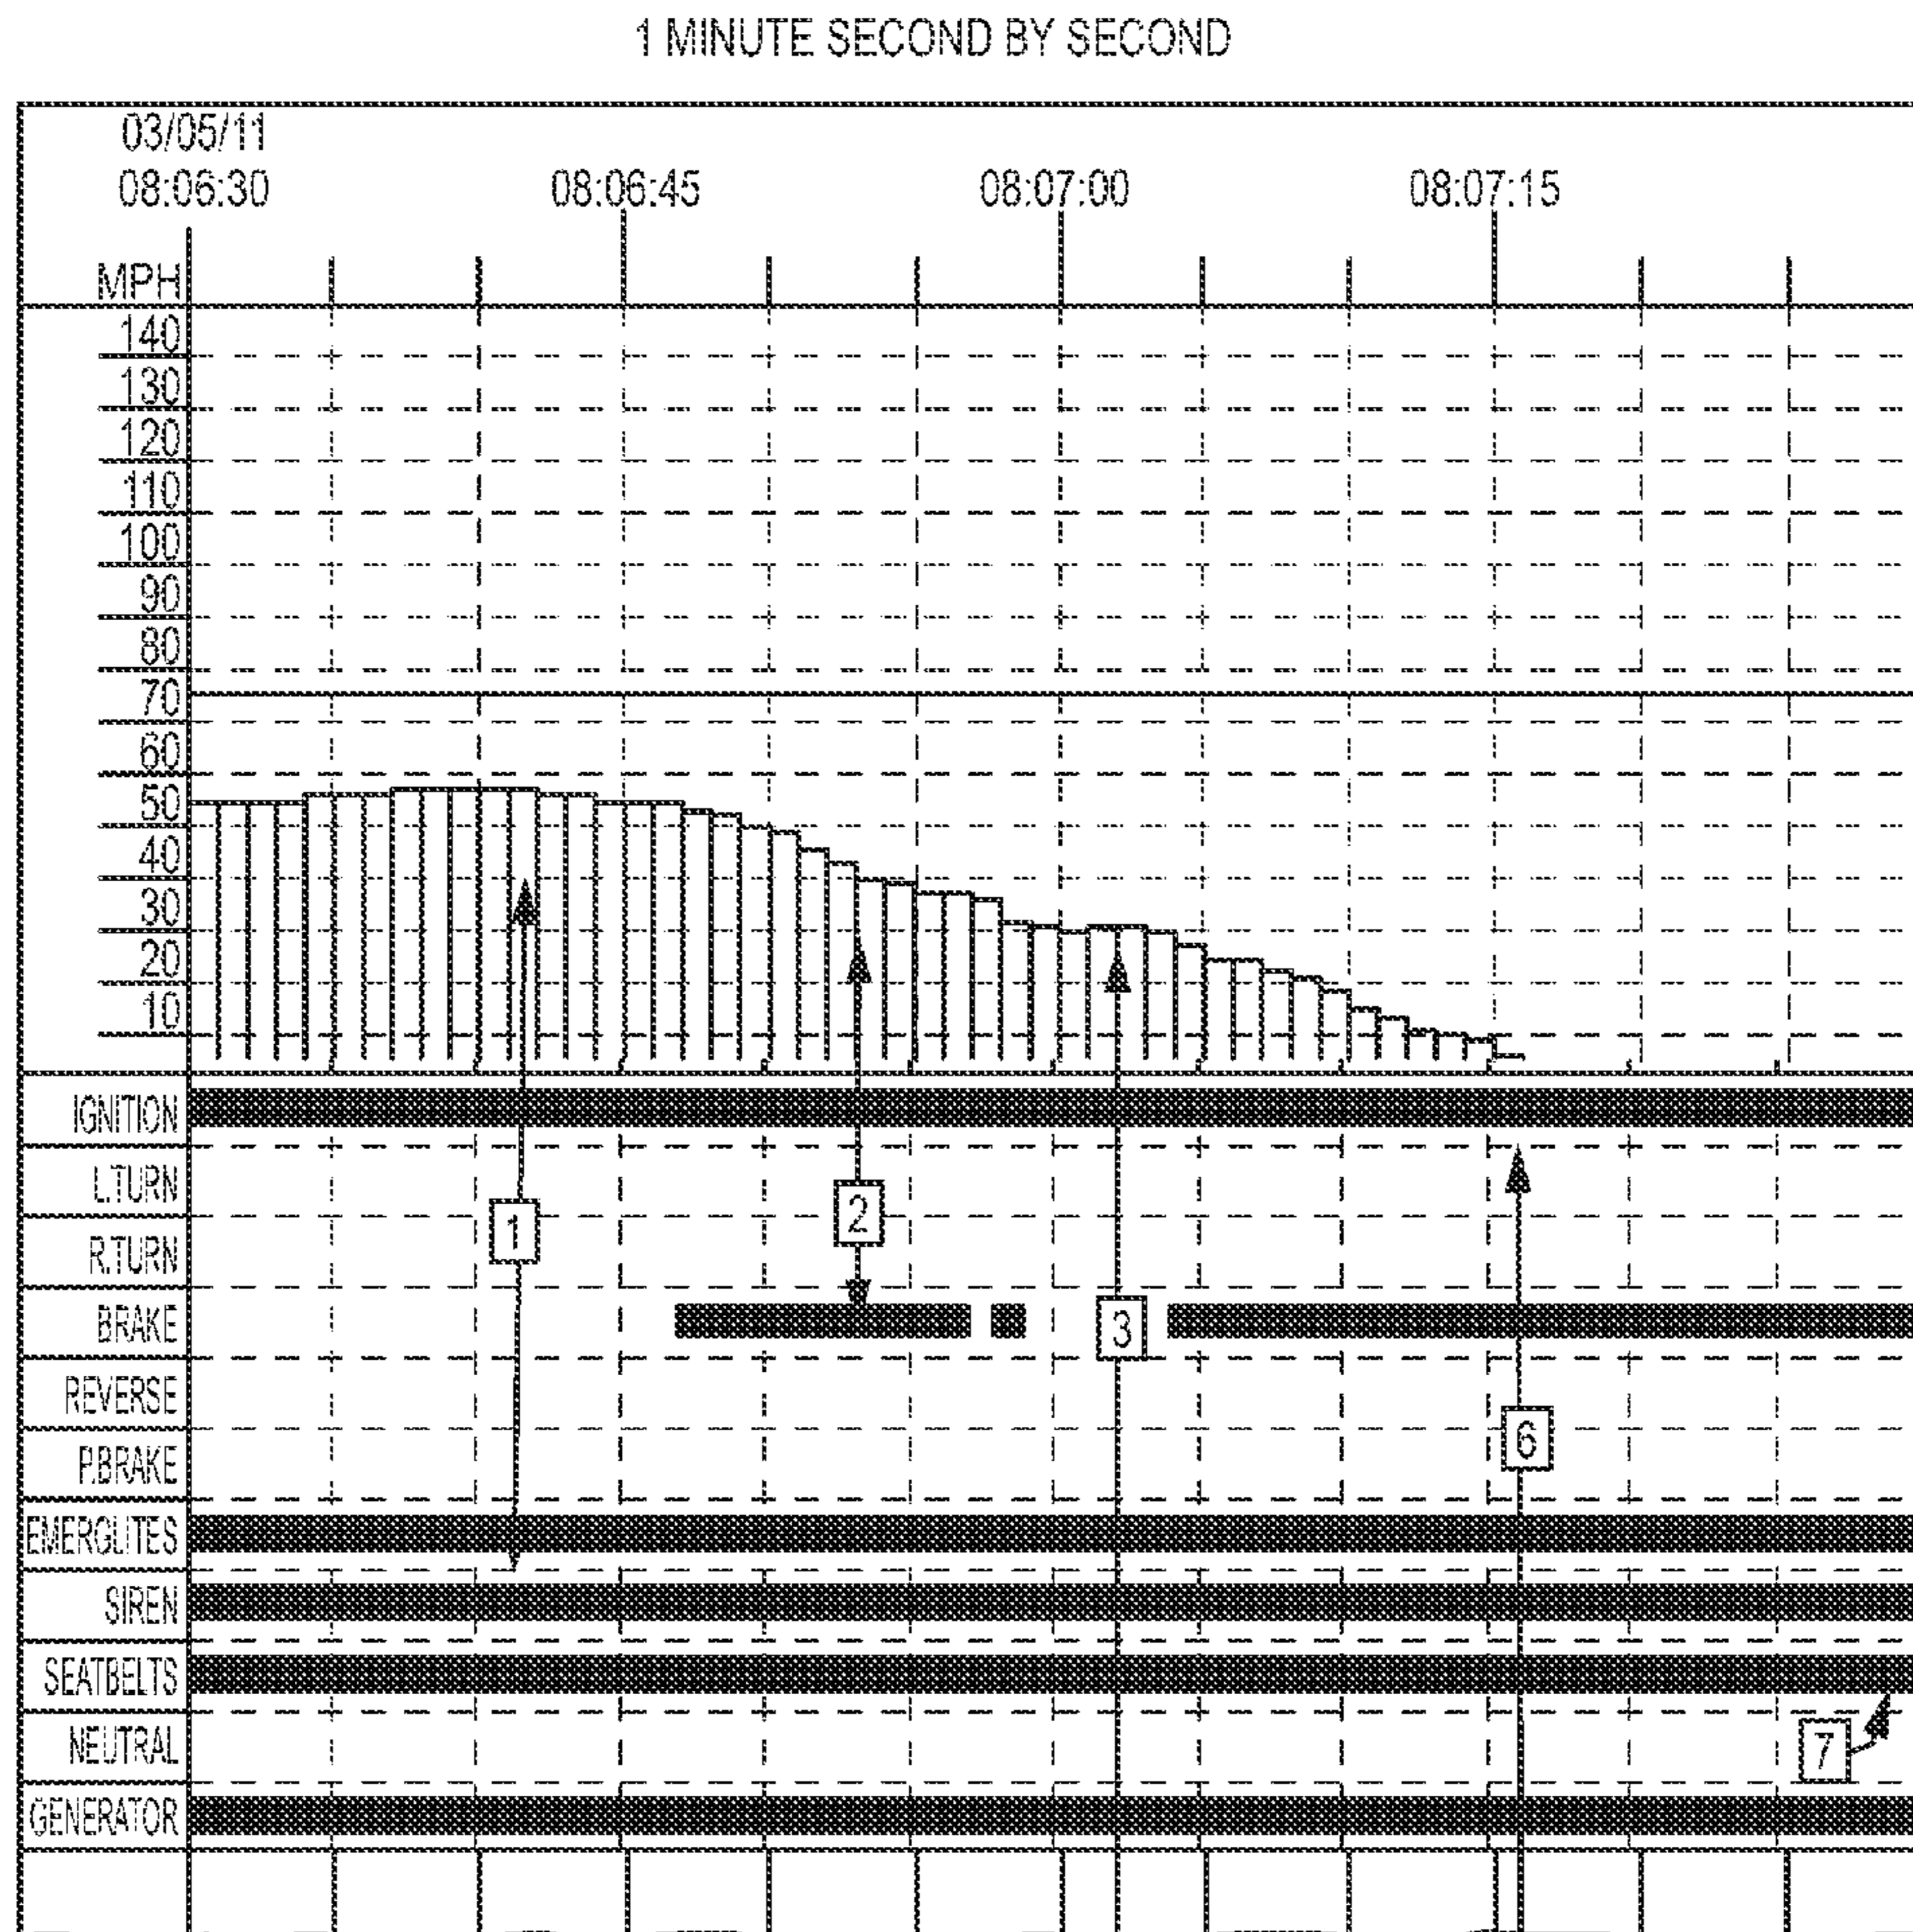 1 MINUTE SECOND BY SECOND
03/05/11
08:06:30 08:06:45 08:07:00 08:07:15
MPH
140
130
120
110
100
90
80
70
60
50
40
30
20
10
IGNITION
L.TURN
R.TURN
1
2
BRAKE
3
REVERSE
P.BRAKE
6
EMERGLITES
SIREN
SEATBELTS
NEUTRAL
7
GENERATOR